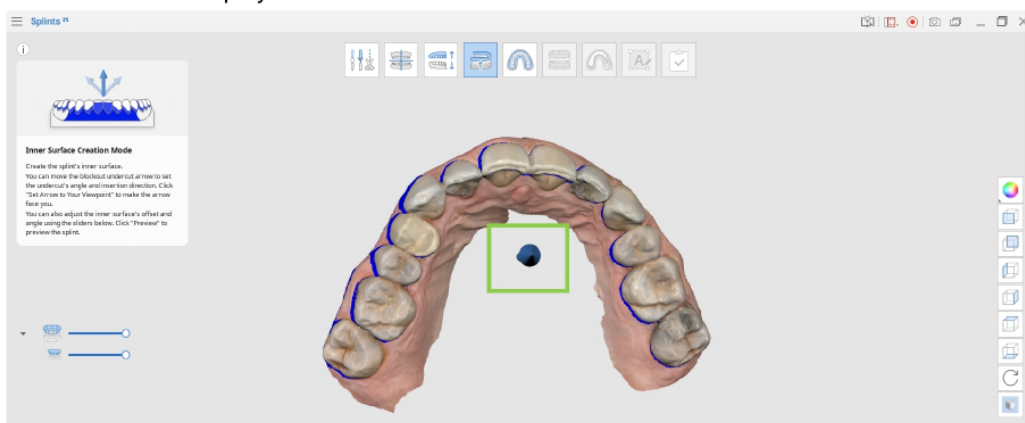 Splints
Inner Surface Creation Mode
Create the splint's inner surface.
You can move the blockout undercut arrow to set
the undercut's angle and insertion direction. Click
"Set Arrow to Your Viewpoint" to make the arrow
face you.
You can also adjust the inner surface's offset and
angle using the sliders below. Click "Preview" to
preview the splint.